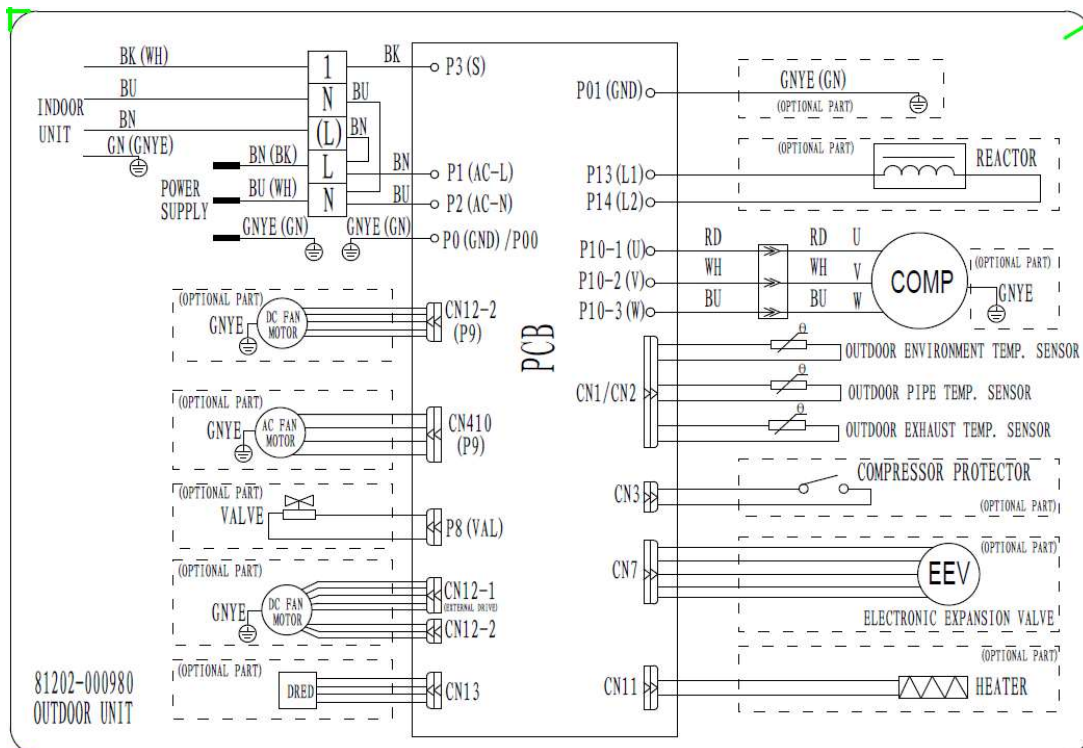 BK (WH)
BU
BN
GN (GNYE)
INDOOR
UNIT
1
N
(L)
L
N
BU
BN
BK
P3 (S)
BN (BK)
BU (WH)
POWER
SUPPLY
GNYE (GN)
GNYE (GN)
BN
P1 (AC-L)
BU
P2 (AC-N)
P0 (GND) /P00
(OPTIONAL PART)
GNYE
DC FAN
MOTOR
CN12-2
(P9)
(OPTIONAL PART)
GNYE
AC FAN
MOTOR
CN410
(P9)
(OPTIONAL PART)
VALVE
P8 (VAL)
(OPTIONAL PART)
GNYE
DC FAN
MOTOR
CN12-1
(EXTERNAL DRIVE)
CN12-2
(OPTIONAL PART)
DRED
CN13
81202-000980
OUTDOOR UNIT
PCB
P01 (GND)
GNYE (GN)
(OPTIONAL PART)
(OPTIONAL PART)
REACTOR
P13 (L1)
P14 (L2)
P10-1 (U)
RD
RD
U
P10-2 (V)
WH
WH
V
P10-3 (W)
BU
BU
W
COMP
(OPTIONAL PART)
GNYE
CN1/CN2
θ
OUTDOOR ENVIRONMENT TEMP. SENSOR
θ
OUTDOOR PIPE TEMP. SENSOR
θ
OUTDOOR EXHAUST TEMP. SENSOR
CN3
COMPRESSOR PROTECTOR
(OPTIONAL PART)
CN7
(OPTIONAL PART)
EEV
ELECTRONIC EXPANSION VALVE
(OPTIONAL PART)
CN11
HEATER